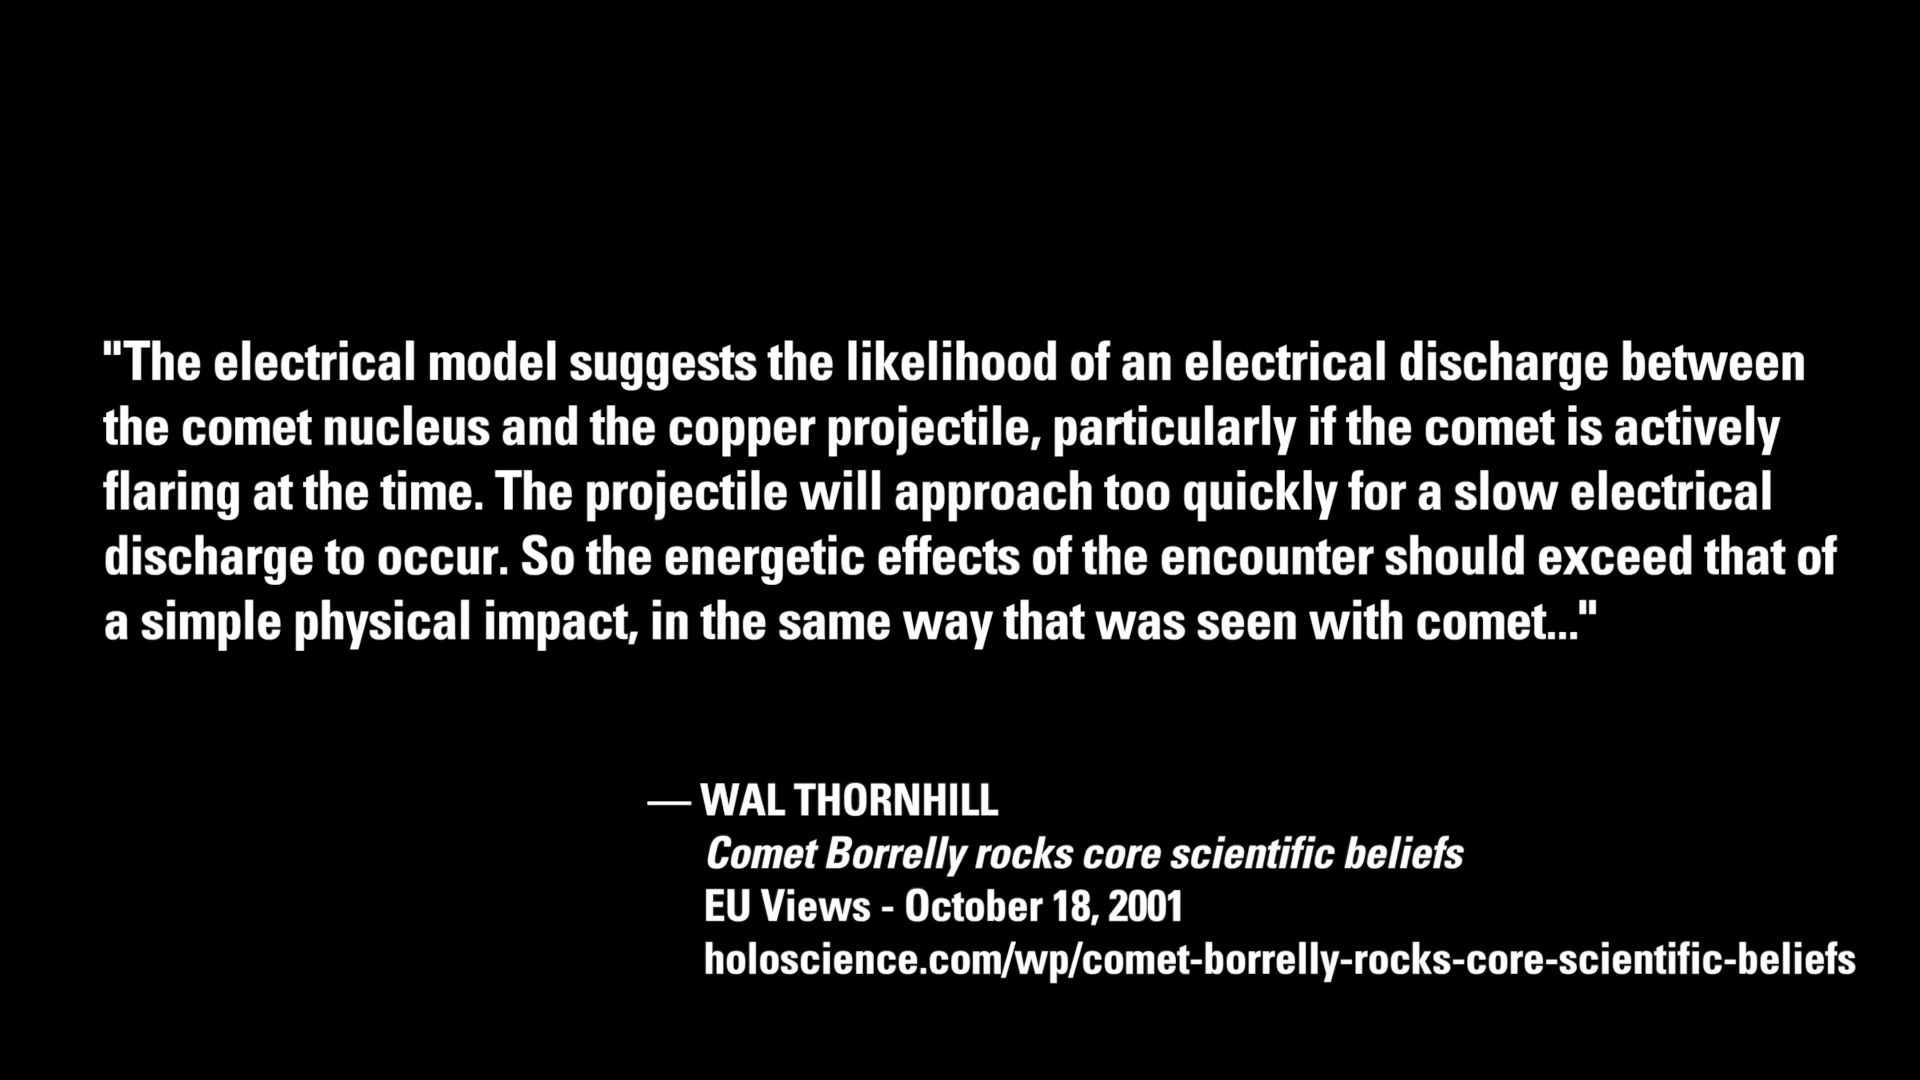 "The electrical model suggests the likelihood of an electrical discharge between
the comet nucleus and the copper projectile, particularly if the comet is actively
flaring at the time. The projectile will approach too quickly for a slow electrical
discharge to occur. So the energetic effects of the encounter should exceed that of
a simple physical impact, in the same way that was seen with comet..."
— WAL THORNHILL
Comet Borrelly rocks core scientific beliefs
EU Views - October 18, 2001
holoscience.com/wp/comet-borrelly-rocks-core-scientific-beliefs